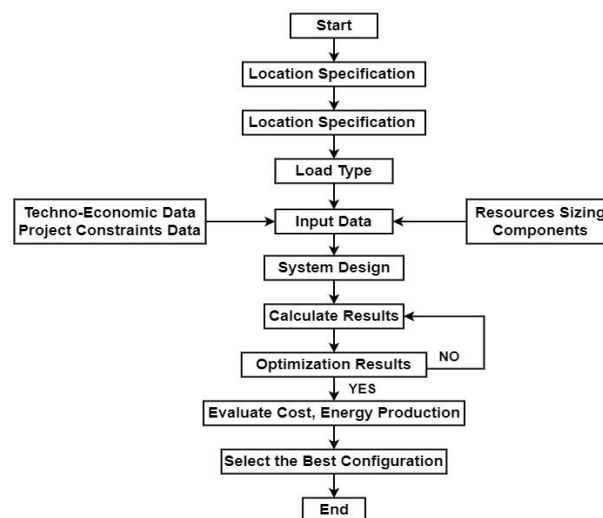 Start
Location Specification
Location Specification
Load Type
Techno-Economic Data
Project Constraints Data
Input Data
Resources Sizing
Components
System Design
Calculate Results
Optimization Results
NO
YES
Evaluate Cost, Energy Production
Select the Best Configuration
End